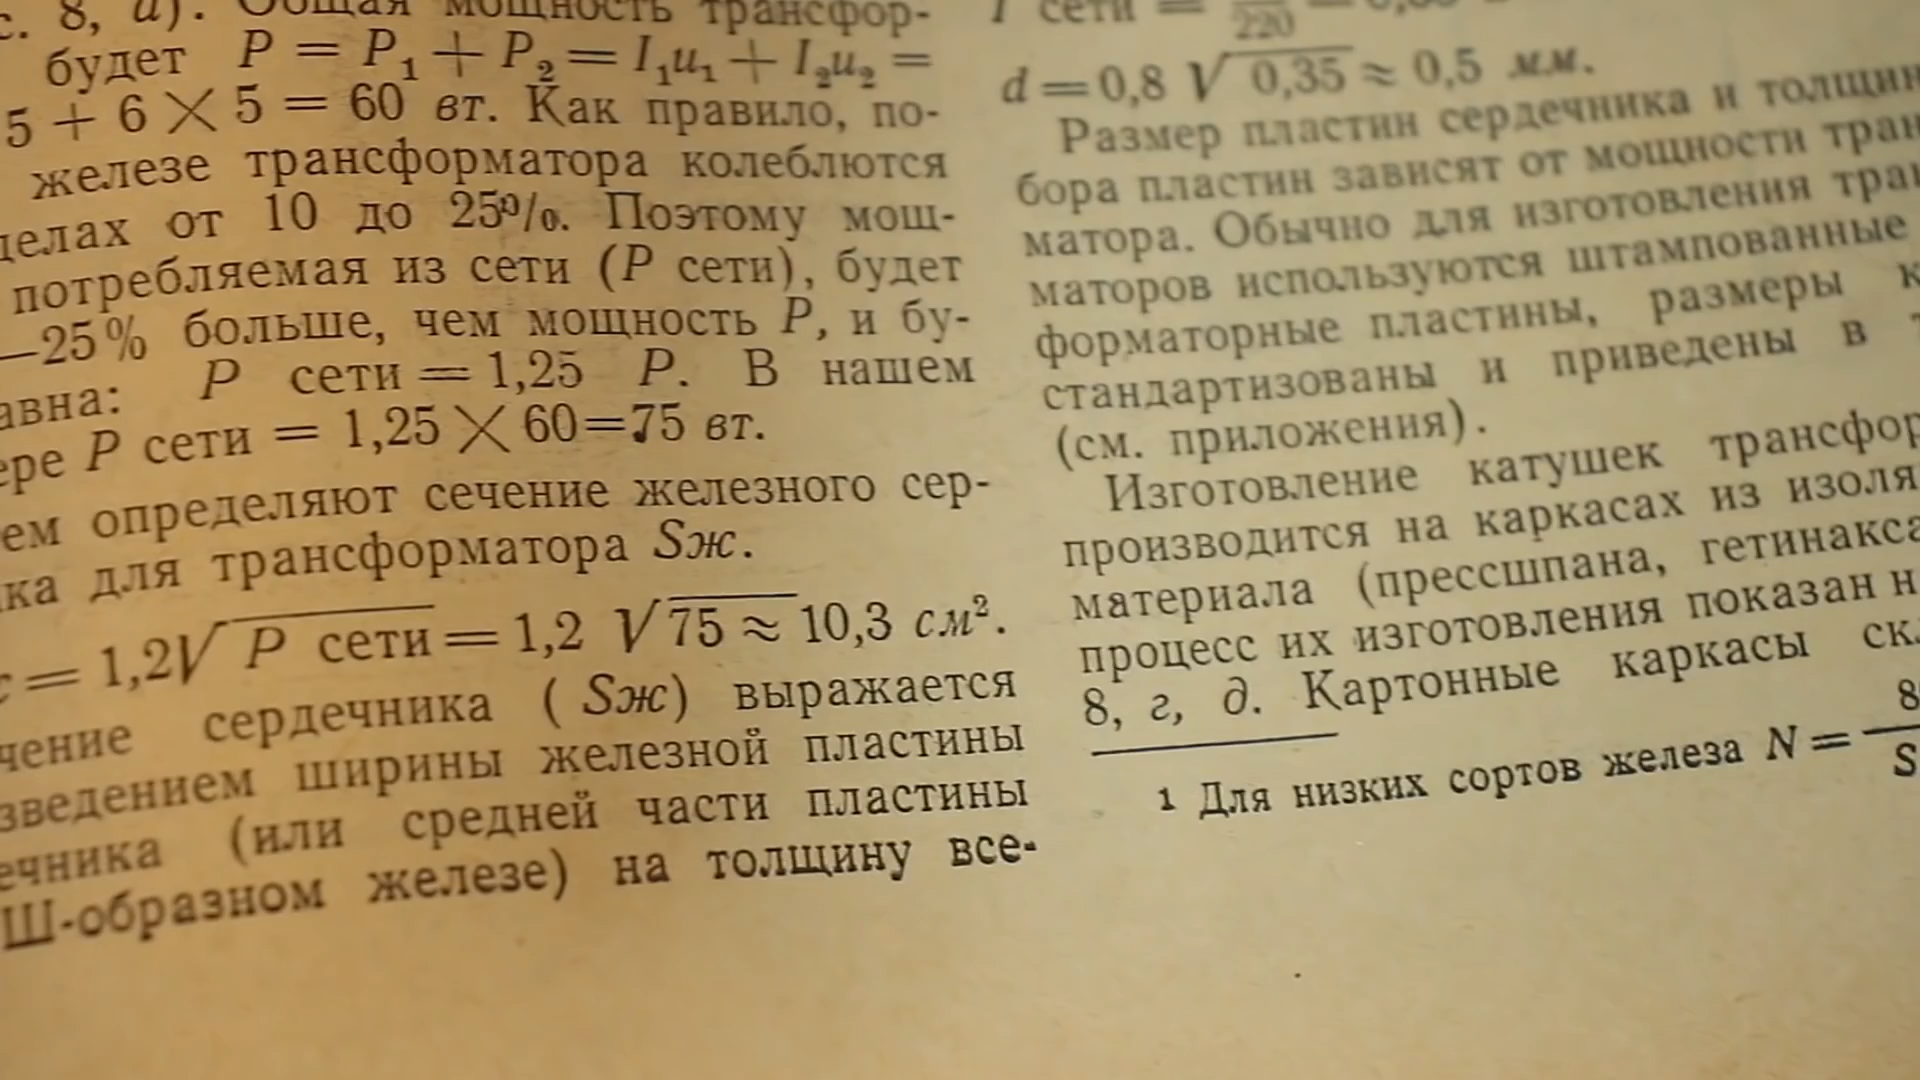 с. 8, а). Общая мощность трансфор-
будет P = P₁ + P₂ = I₁u₁ + I₂u₂ =
5 + 6 × 5 = 60 вт. Как правило, по-
железе трансформатора колеблются
делах от 10 до 25%. Поэтому мощ-
потребляемая из сети (P сети), будет
—25% больше, чем мощность P, и бу-
авна: P сети = 1,25 P. В нашем
ере P сети = 1,25 × 60=75 вт.
ем определяют сечение железного сер-
ка для трансформатора Sж.
= 1,2√P сети = 1,2 √75 ≈ 10,3 см².
чение сердечника (Sж) выражается
зведением ширины железной пластины
ечника (или средней части пластины
Ш-образном железе) на толщину все-
I сети =
220
d = 0,8 √0,35 ≈ 0,5 мм.
Размер пластин сердечника и толщин
бора пластин зависят от мощности тран
матора. Обычно для изготовления тран
маторов используются штампованные
форматорные пластины, размеры к
стандартизованы и приведены в т
(см. приложения).
Изготовление катушек трансфор
производится на каркасах из изоля
материала (прессшпана, гетинакса
процесс их изготовления показан н
8, г, д. Картонные каркасы скл
1 Для низких сортов железа N = 8
S